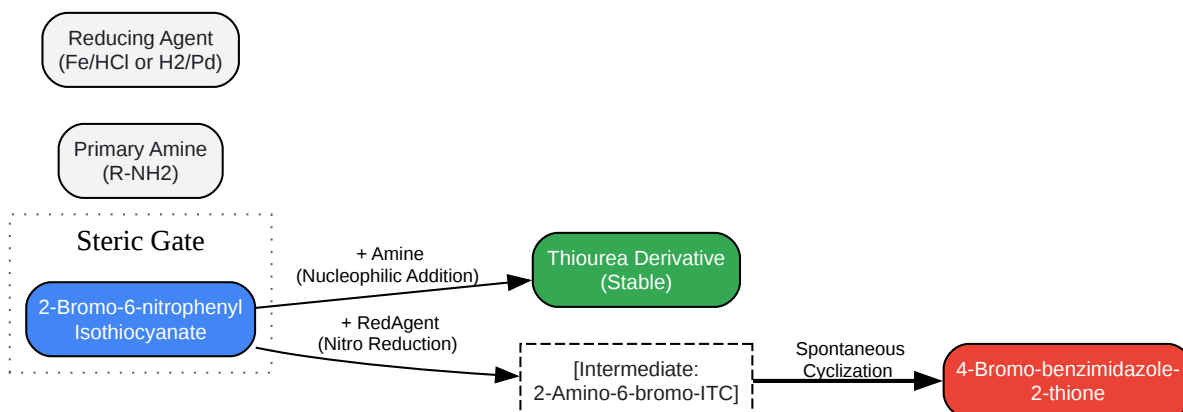 Reducing Agent
(Fe/HCl or H2/Pd)
Primary Amine
(R-NH2)
Steric Gate
2-Bromo-6-nitrophenyl
Isothiocyanate
+ Amine
(Nucleophilic Addition)
Thiourea Derivative
(Stable)
+ RedAgent
(Nitro Reduction)
[Intermediate:
2-Amino-6-bromo-ITC]
Spontaneous
Cyclization
4-Bromo-benzimidazole-
2-thione